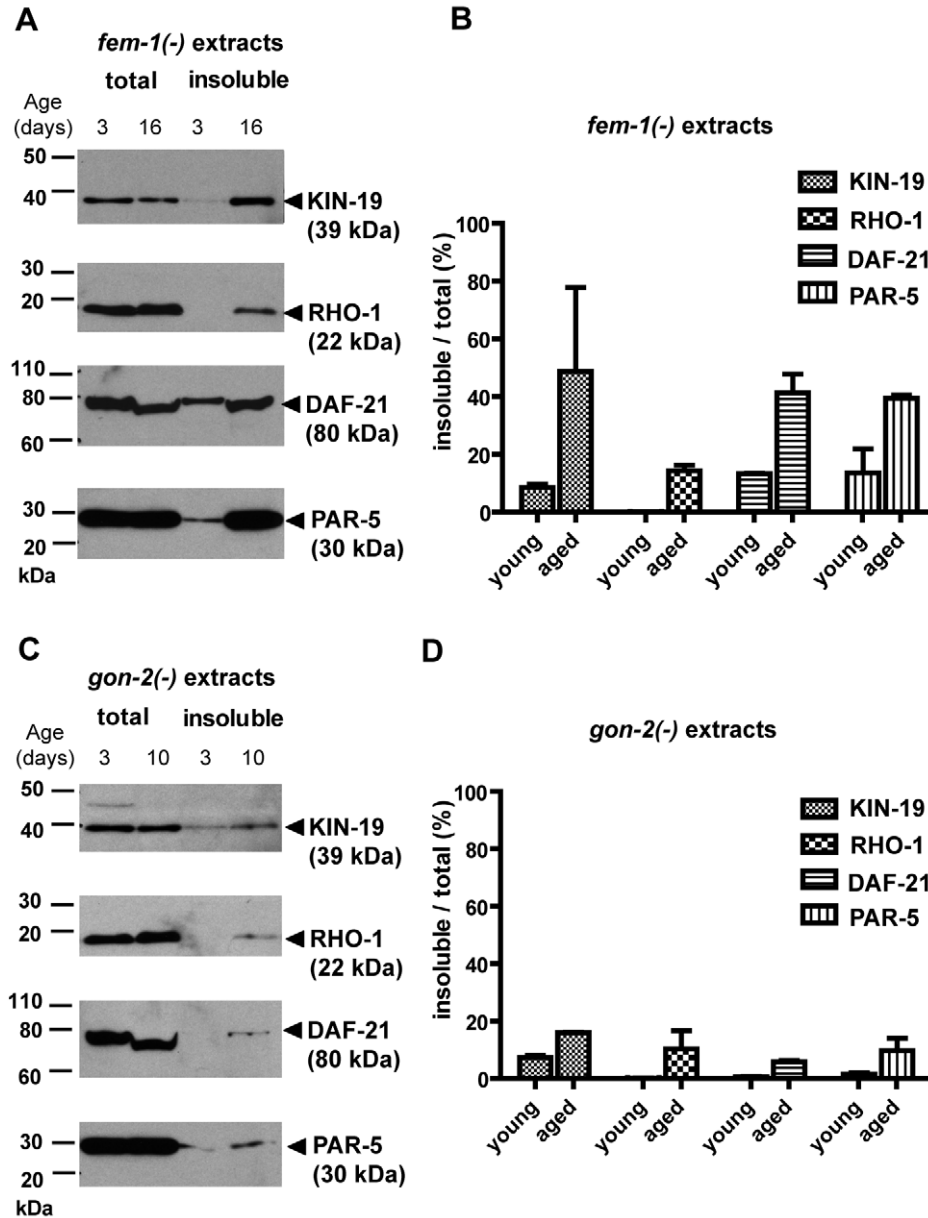 A
fem-1(-) extracts
total insoluble
Age
(days) 3 16 3 16
50
40
KIN-19
(39 kDa)
30
20
RHO-1
(22 kDa)
110
80
60
DAF-21
(80 kDa)
30
20
PAR-5
(30 kDa)
kDa
B
fem-1(-) extracts
KIN-19
RHO-1
DAF-21
PAR-5
insoluble / total (%)
100
80
60
40
20
0
young aged young aged young aged young aged
C
gon-2(-) extracts
total insoluble
Age
(days) 3 10 3 10
50
40
KIN-19
(39 kDa)
30
20
RHO-1
(22 kDa)
110
80
60
DAF-21
(80 kDa)
30
20
PAR-5
(30 kDa)
kDa
D
gon-2(-) extracts
KIN-19
RHO-1
DAF-21
PAR-5
insoluble / total (%)
100
80
60
40
20
0
young aged young aged young aged young aged